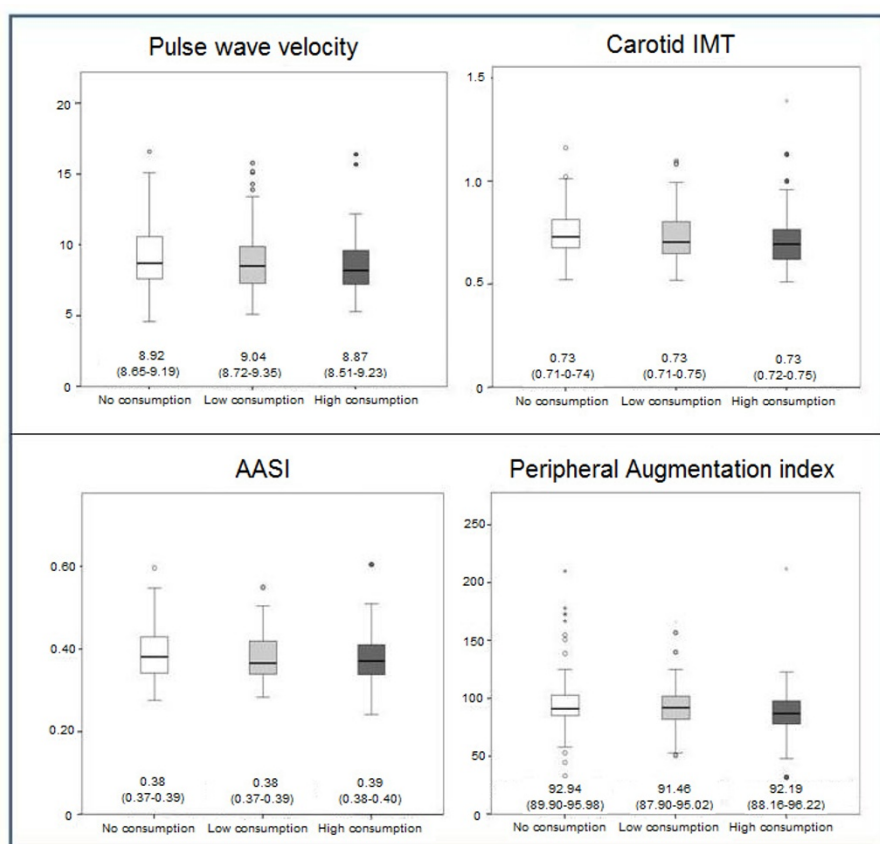 Pulse wave velocity
20
15
10
5
0
8.92
(8.65-9.19)
9.04
(8.72-9.35)
8.87
(8.51-9.23)
No consumption
Low consumption
High consumption
Carotid IMT
1.5
1.0
0.5
0
0.73
(0.71-0-74)
0.73
(0.71-0.75)
0.73
(0.72-0.75)
No consumption
Low consumption
High consumption
AASI
0.60
0.40
0.20
0
0.38
(0.37-0.39)
0.38
(0.37-0.39)
0.39
(0.38-0.40)
No consumption
Low consumption
High consumption
Peripheral Augmentation index
250
200
150
100
50
0
92.94
(89.90-95.98)
91.46
(87.90-95.02)
92.19
(88.16-96.22)
No consumption
Low consumption
High consumption